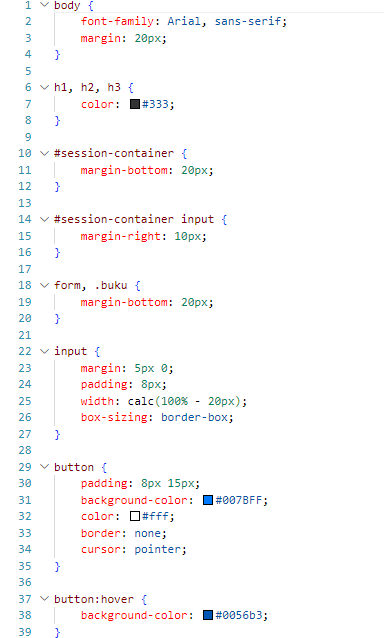 1 body {
2 font-family: Arial, sans-serif;
3 margin: 20px;
4 }
5
6 h1, h2, h3 {
7 color: #333;
8 }
9
10 #session-container {
11 margin-bottom: 20px;
12 }
13
14 #session-container input {
15 margin-right: 10px;
16 }
17
18 form, .buku {
19 margin-bottom: 20px;
20 }
21
22 input {
23 margin: 5px 0;
24 padding: 8px;
25 width: calc(100% - 20px);
26 box-sizing: border-box;
27 }
28
29 button {
30 padding: 8px 15px;
31 background-color: #007BFF;
32 color: #fff;
33 border: none;
34 cursor: pointer;
35 }
36
37 button:hover {
38 background-color: #0056b3;
39 }